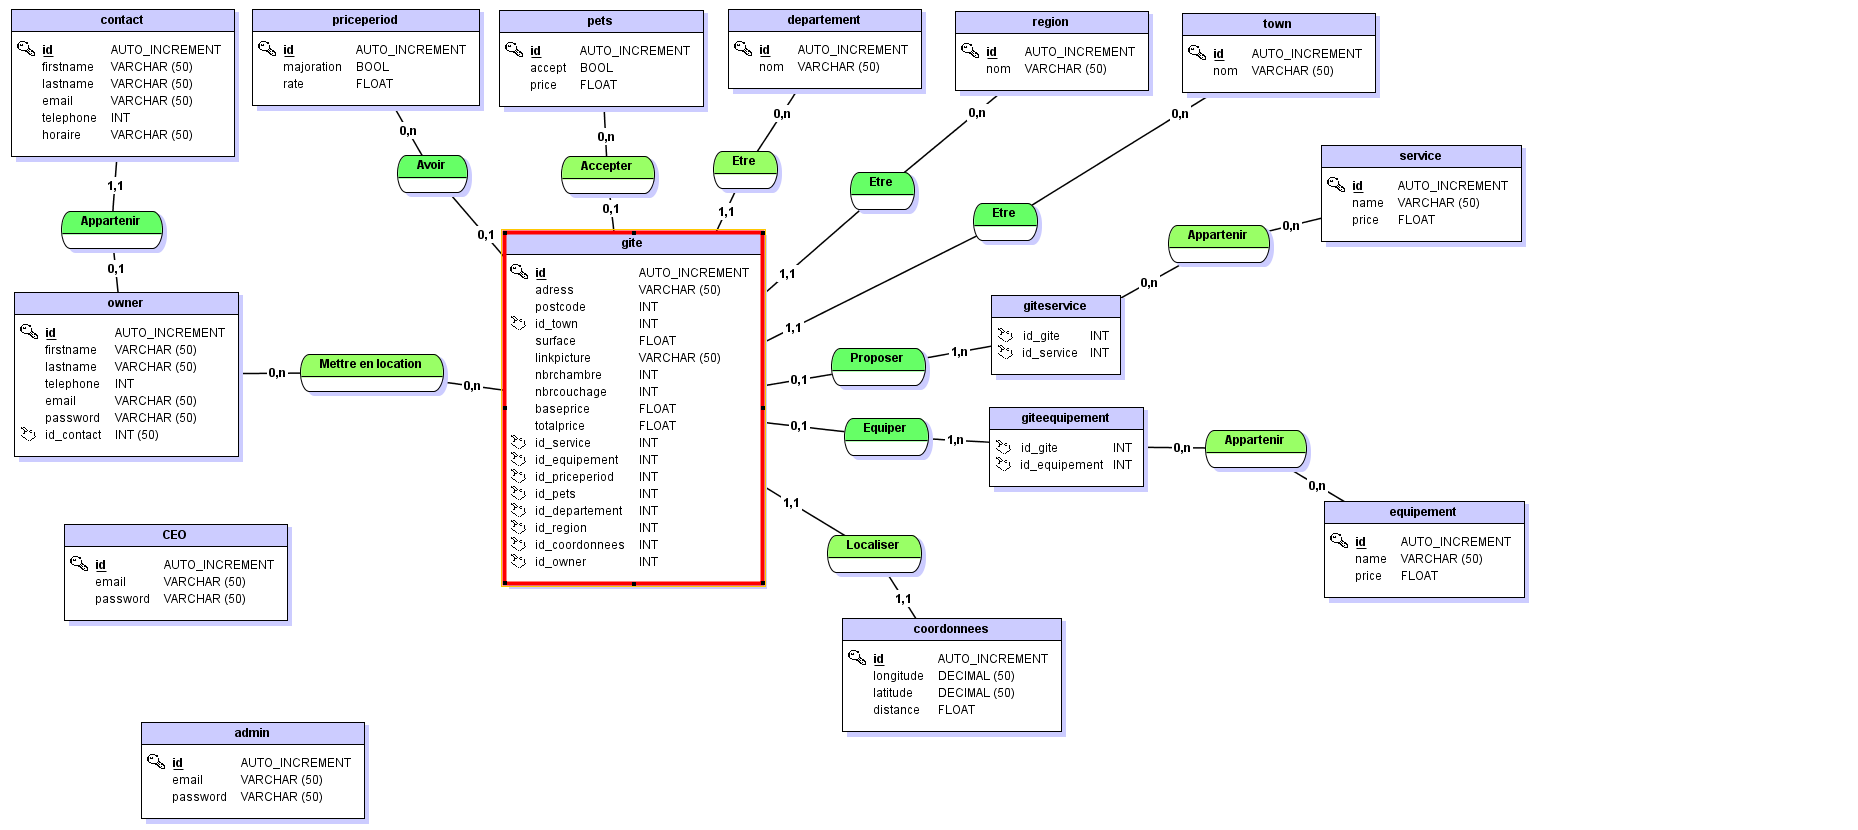 contact
id AUTO_INCREMENT
firstname VARCHAR (50)
lastname VARCHAR (50)
email VARCHAR (50)
telephone INT
horaire VARCHAR (50)
priceperiod
id AUTO_INCREMENT
majoration BOOL
rate FLOAT
pets
id AUTO_INCREMENT
accept BOOL
price FLOAT
departement
id AUTO_INCREMENT
nom VARCHAR (50)
region
id AUTO_INCREMENT
nom VARCHAR (50)
town
id AUTO_INCREMENT
nom VARCHAR (50)
1,1
Appartenir
0,1
0,n
Avoir
0,1
0,n
Accepter
0,1
0,n
Etre
1,1
0,n
Etre
1,1
0,n
Etre
1,1
service
id AUTO_INCREMENT
name VARCHAR (50)
price FLOAT
0,n
Appartenir
0,n
owner
id AUTO_INCREMENT
firstname VARCHAR (50)
lastname VARCHAR (50)
telephone INT
email VARCHAR (50)
password VARCHAR (50)
id_contact INT (50)
0,n
Mettre en location
0,n
gite
id AUTO_INCREMENT
adress VARCHAR (50)
postcode INT
id_town INT
surface FLOAT
linkpicture VARCHAR (50)
nbrchambre INT
nbrcouchage INT
baseprice FLOAT
totalprice FLOAT
id_service INT
id_equipement INT
id_priceperiod INT
id_pets INT
id_departement INT
id_region INT
id_coordonnees INT
id_owner INT
0,1
Proposer
1,n
giteservice
id_gite INT
id_service INT
0,1
Equiper
1,n
giteequipement
id_gite INT
id_equipement INT
0,n
Appartenir
0,n
equipement
id AUTO_INCREMENT
name VARCHAR (50)
price FLOAT
1,1
Localiser
1,1
coordonnees
id AUTO_INCREMENT
longitude DECIMAL (50)
latitude DECIMAL (50)
distance FLOAT
CEO
id AUTO_INCREMENT
email VARCHAR (50)
password VARCHAR (50)
admin
id AUTO_INCREMENT
email VARCHAR (50)
password VARCHAR (50)